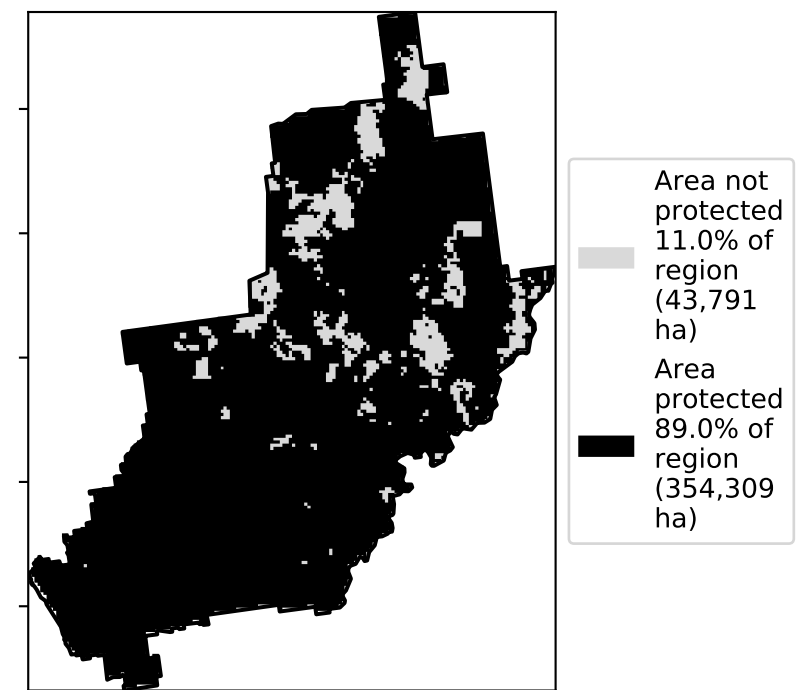 Area not
protected
11.0% of
region
(43,791
ha)
Area
protected
89.0% of
region
(354,309
ha)